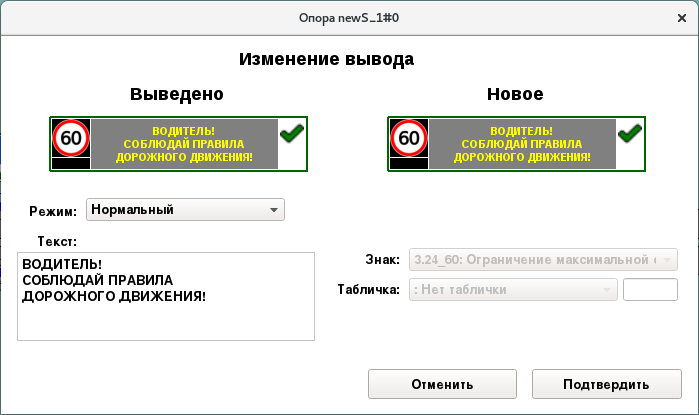 Опора newS_1#0
Изменение вывода
Выведено
Новое
60
ВОДИТЕЛЬ!
СОБЛЮДАЙ ПРАВИЛА
ДОРОЖНОГО ДВИЖЕНИЯ!
60
ВОДИТЕЛЬ!
СОБЛЮДАЙ ПРАВИЛА
ДОРОЖНОГО ДВИЖЕНИЯ!
Режим: Нормальный
Текст:
ВОДИТЕЛЬ!
СОБЛЮДАЙ ПРАВИЛА
ДОРОЖНОГО ДВИЖЕНИЯ!
Знак: 3.24_60: Ограничение максимальной
Табличка: : Нет таблички
Отменить
Подтвердить